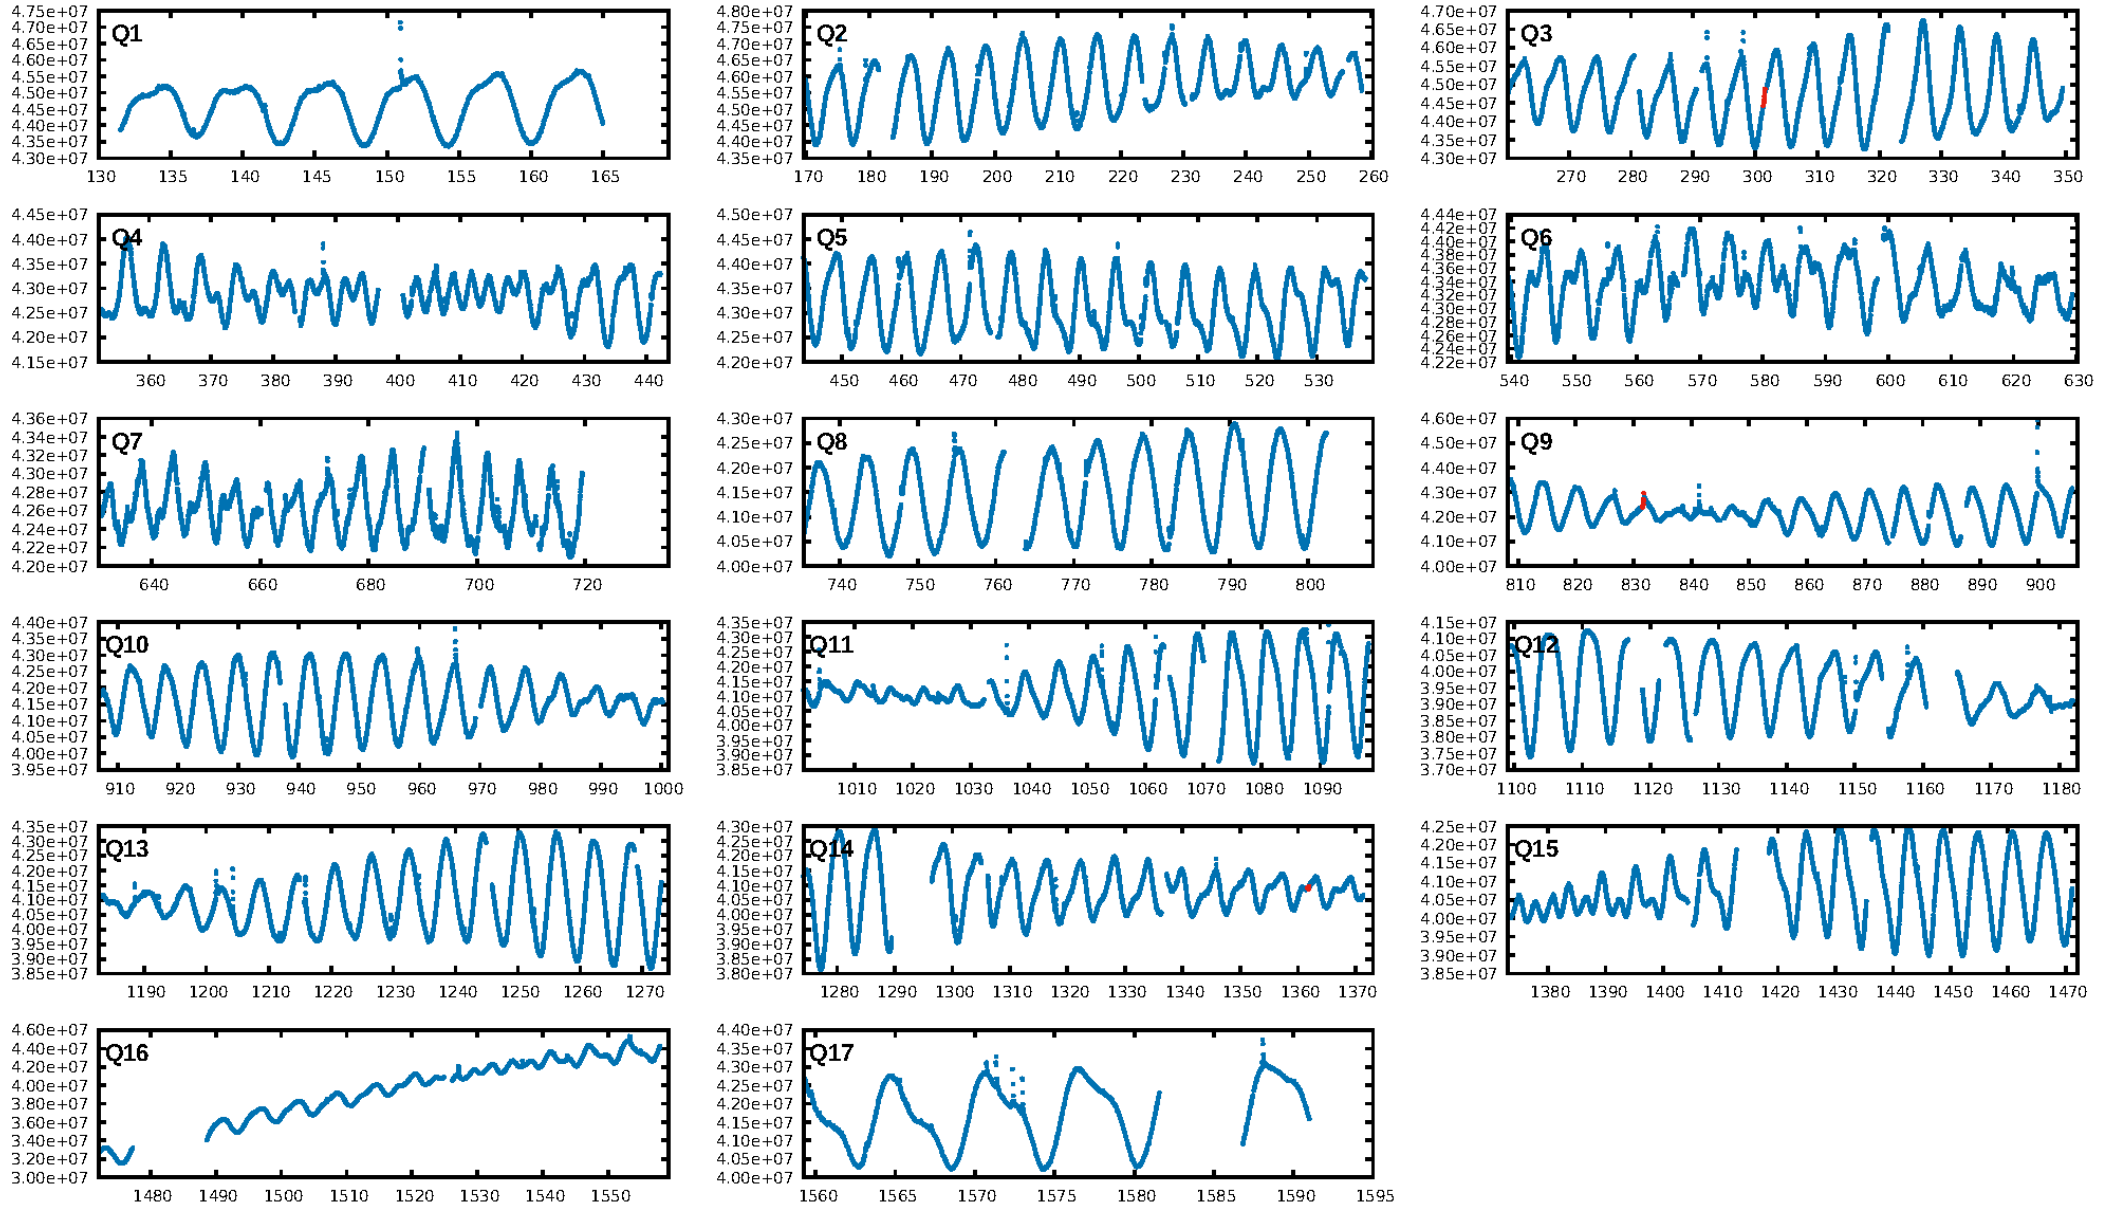 Q1
4.75e+07
4.70e+07
4.65e+07
4.60e+07
4.55e+07
4.50e+07
4.45e+07
4.40e+07
4.35e+07
4.30e+07
130 135 140 145 150 155 160 165
Q2
4.80e+07
4.75e+07
4.70e+07
4.65e+07
4.60e+07
4.55e+07
4.50e+07
4.45e+07
4.40e+07
4.35e+07
170 180 190 200 210 220 230 240 250 260
Q3
4.70e+07
4.65e+07
4.60e+07
4.55e+07
4.50e+07
4.45e+07
4.40e+07
4.35e+07
4.30e+07
270 280 290 300 310 320 330 340 350
Q4
4.45e+07
4.40e+07
4.35e+07
4.30e+07
4.25e+07
4.20e+07
4.15e+07
360 370 380 390 400 410 420 430 440
Q5
4.50e+07
4.45e+07
4.40e+07
4.35e+07
4.30e+07
4.25e+07
4.20e+07
450 460 470 480 490 500 510 520 530
Q6
4.44e+07
4.42e+07
4.40e+07
4.38e+07
4.36e+07
4.34e+07
4.32e+07
4.30e+07
4.28e+07
4.26e+07
4.24e+07
4.22e+07
540 550 560 570 580 590 600 610 620 630
Q7
4.36e+07
4.34e+07
4.32e+07
4.30e+07
4.28e+07
4.26e+07
4.24e+07
4.22e+07
4.20e+07
640 660 680 700 720
Q8
4.30e+07
4.25e+07
4.20e+07
4.15e+07
4.10e+07
4.05e+07
4.00e+07
740 750 760 770 780 790 800
Q9
4.60e+07
4.50e+07
4.40e+07
4.30e+07
4.20e+07
4.10e+07
4.00e+07
810 820 830 840 850 860 870 880 890 900
Q10
4.40e+07
4.35e+07
4.30e+07
4.25e+07
4.20e+07
4.15e+07
4.10e+07
4.05e+07
4.00e+07
3.95e+07
910 920 930 940 950 960 970 980 990 1000
Q11
4.35e+07
4.30e+07
4.25e+07
4.20e+07
4.15e+07
4.10e+07
4.05e+07
4.00e+07
3.95e+07
3.90e+07
3.85e+07
1010 1020 1030 1040 1050 1060 1070 1080 1090
Q12
4.15e+07
4.10e+07
4.05e+07
4.00e+07
3.95e+07
3.90e+07
3.85e+07
3.80e+07
3.75e+07
3.70e+07
1100 1110 1120 1130 1140 1150 1160 1170 1180
Q13
4.35e+07
4.30e+07
4.25e+07
4.20e+07
4.15e+07
4.10e+07
4.05e+07
4.00e+07
3.95e+07
3.90e+07
3.85e+07
1190 1200 1210 1220 1230 1240 1250 1260 1270
Q14
4.30e+07
4.25e+07
4.20e+07
4.15e+07
4.10e+07
4.05e+07
4.00e+07
3.95e+07
3.90e+07
3.85e+07
3.80e+07
1280 1290 1300 1310 1320 1330 1340 1350 1360 1370
Q15
4.25e+07
4.20e+07
4.15e+07
4.10e+07
4.05e+07
4.00e+07
3.95e+07
3.90e+07
3.85e+07
1380 1390 1400 1410 1420 1430 1440 1450 1460 1470
Q16
4.60e+07
4.40e+07
4.20e+07
4.00e+07
3.80e+07
3.60e+07
3.40e+07
3.20e+07
3.00e+07
1480 1490 1500 1510 1520 1530 1540 1550
Q17
4.40e+07
4.35e+07
4.30e+07
4.25e+07
4.20e+07
4.15e+07
4.10e+07
4.05e+07
4.00e+07
1560 1565 1570 1575 1580 1585 1590 1595